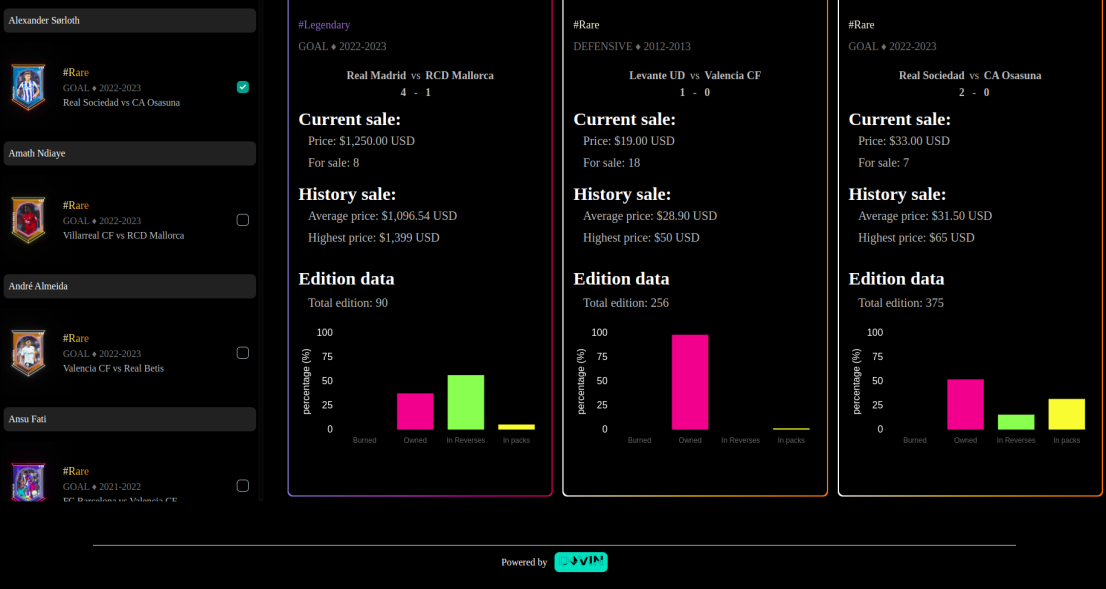 Alexander Sørloth
#Rare
GOAL ♦ 2022-2023
Real Sociedad vs CA Osasuna
Amath Ndiaye
#Rare
GOAL ♦ 2022-2023
Villarreal CF vs RCD Mallorca
André Almeida
#Rare
GOAL ♦ 2022-2023
Valencia CF vs Real Betis
Ansu Fati
#Rare
GOAL ♦ 2021-2022
FC Barcelona vs Valencia CF
#Legendary
GOAL ♦ 2022-2023
Real Madrid vs RCD Mallorca
4 - 1
Current sale:
Price: $1,250.00 USD
For sale: 8
History sale:
Average price: $1,096.54 USD
Highest price: $1,399 USD
Edition data
Total edition: 90
percentage (%)
100
75
50
25
0
Burned Owned In Reverses In packs
#Rare
DEFENSIVE ♦ 2012-2013
Levante UD vs Valencia CF
1 - 0
Current sale:
Price: $19.00 USD
For sale: 18
History sale:
Average price: $28.90 USD
Highest price: $50 USD
Edition data
Total edition: 256
percentage (%)
100
75
50
25
0
Burned Owned In Reverses In packs
#Rare
GOAL ♦ 2022-2023
Real Sociedad vs CA Osasuna
2 - 0
Current sale:
Price: $33.00 USD
For sale: 7
History sale:
Average price: $31.50 USD
Highest price: $65 USD
Edition data
Total edition: 375
percentage (%)
100
75
50
25
0
Burned Owned In Reverses In packs
Powered by